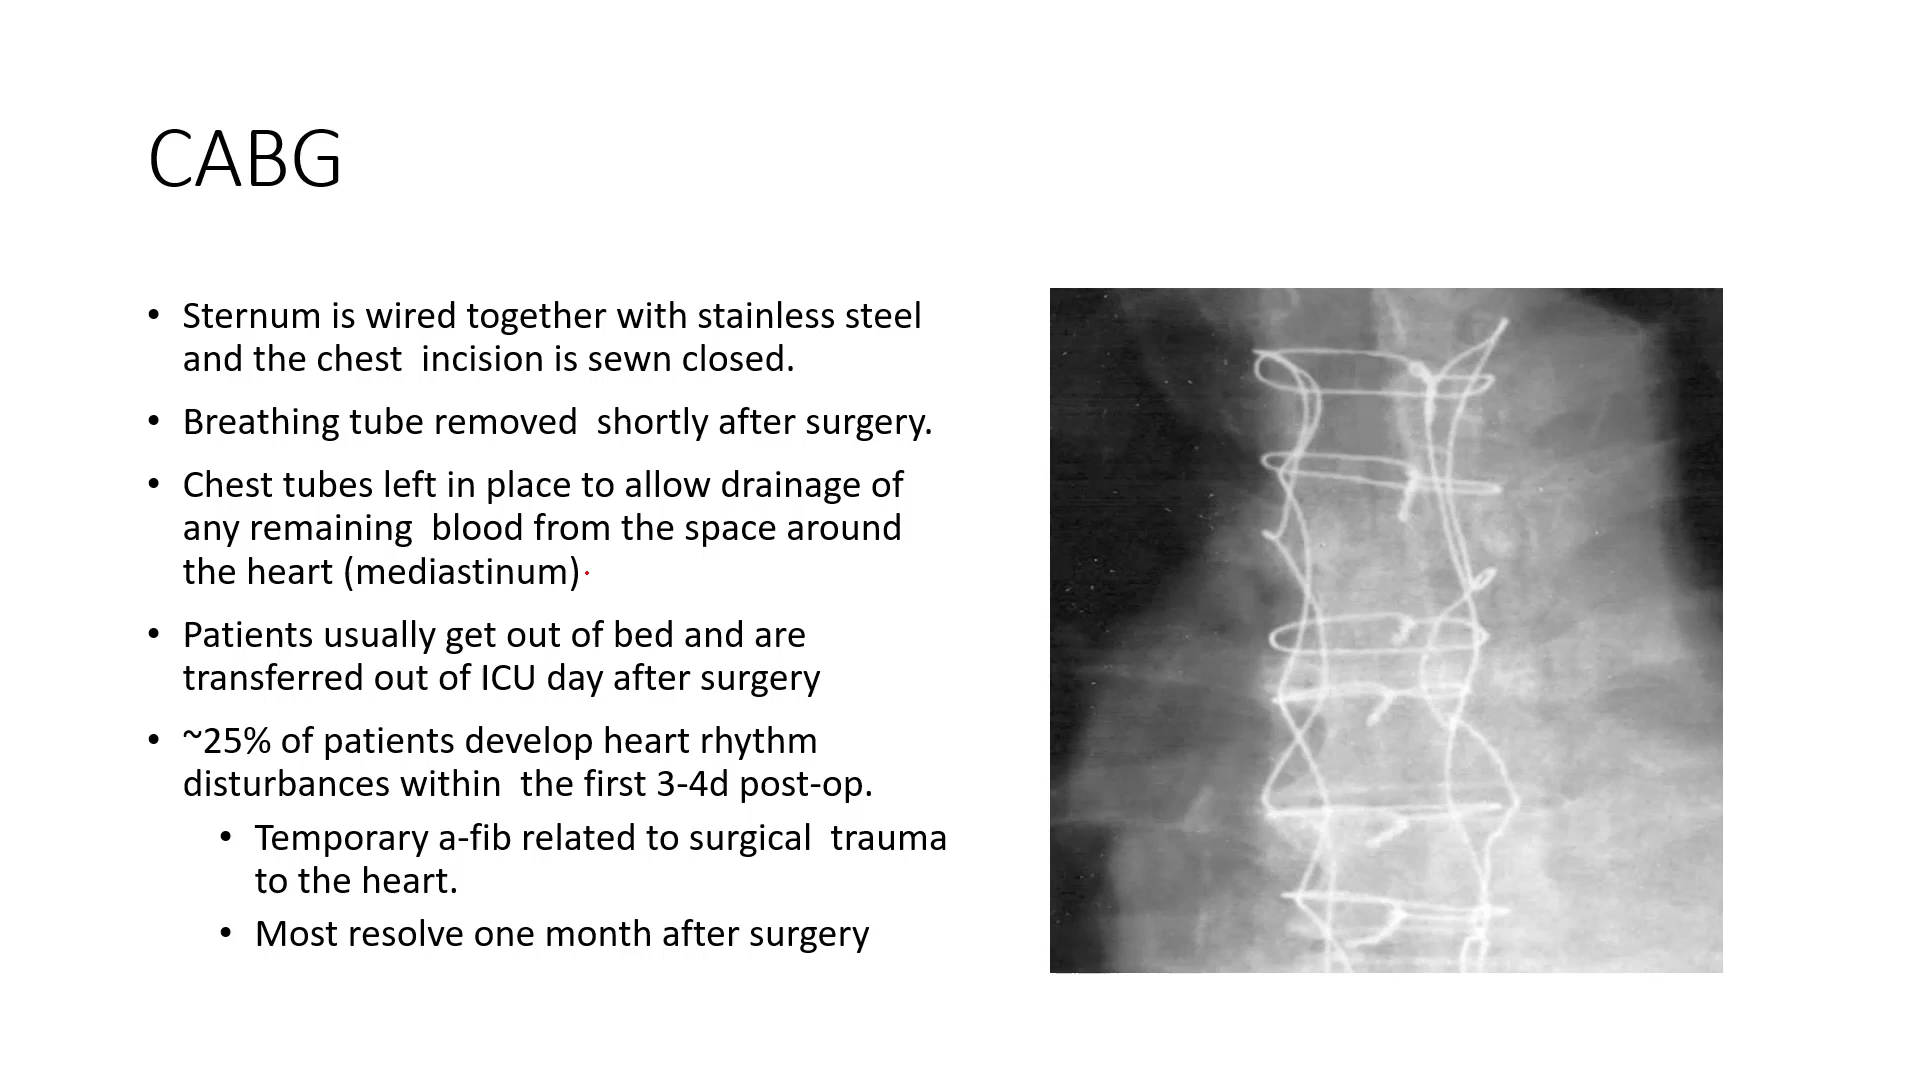 CABG
• Sternum is wired together with stainless steel
and the chest  incision is sewn closed.
• Breathing tube removed  shortly after surgery.
• Chest tubes left in place to allow drainage of
any remaining  blood from the space around
the heart (mediastinum)
• Patients usually get out of bed and are
transferred out of ICU day after surgery
• ~25% of patients develop heart rhythm
disturbances within  the first 3-4d post-op.
• Temporary a-fib related to surgical  trauma
to the heart.
• Most resolve one month after surgery